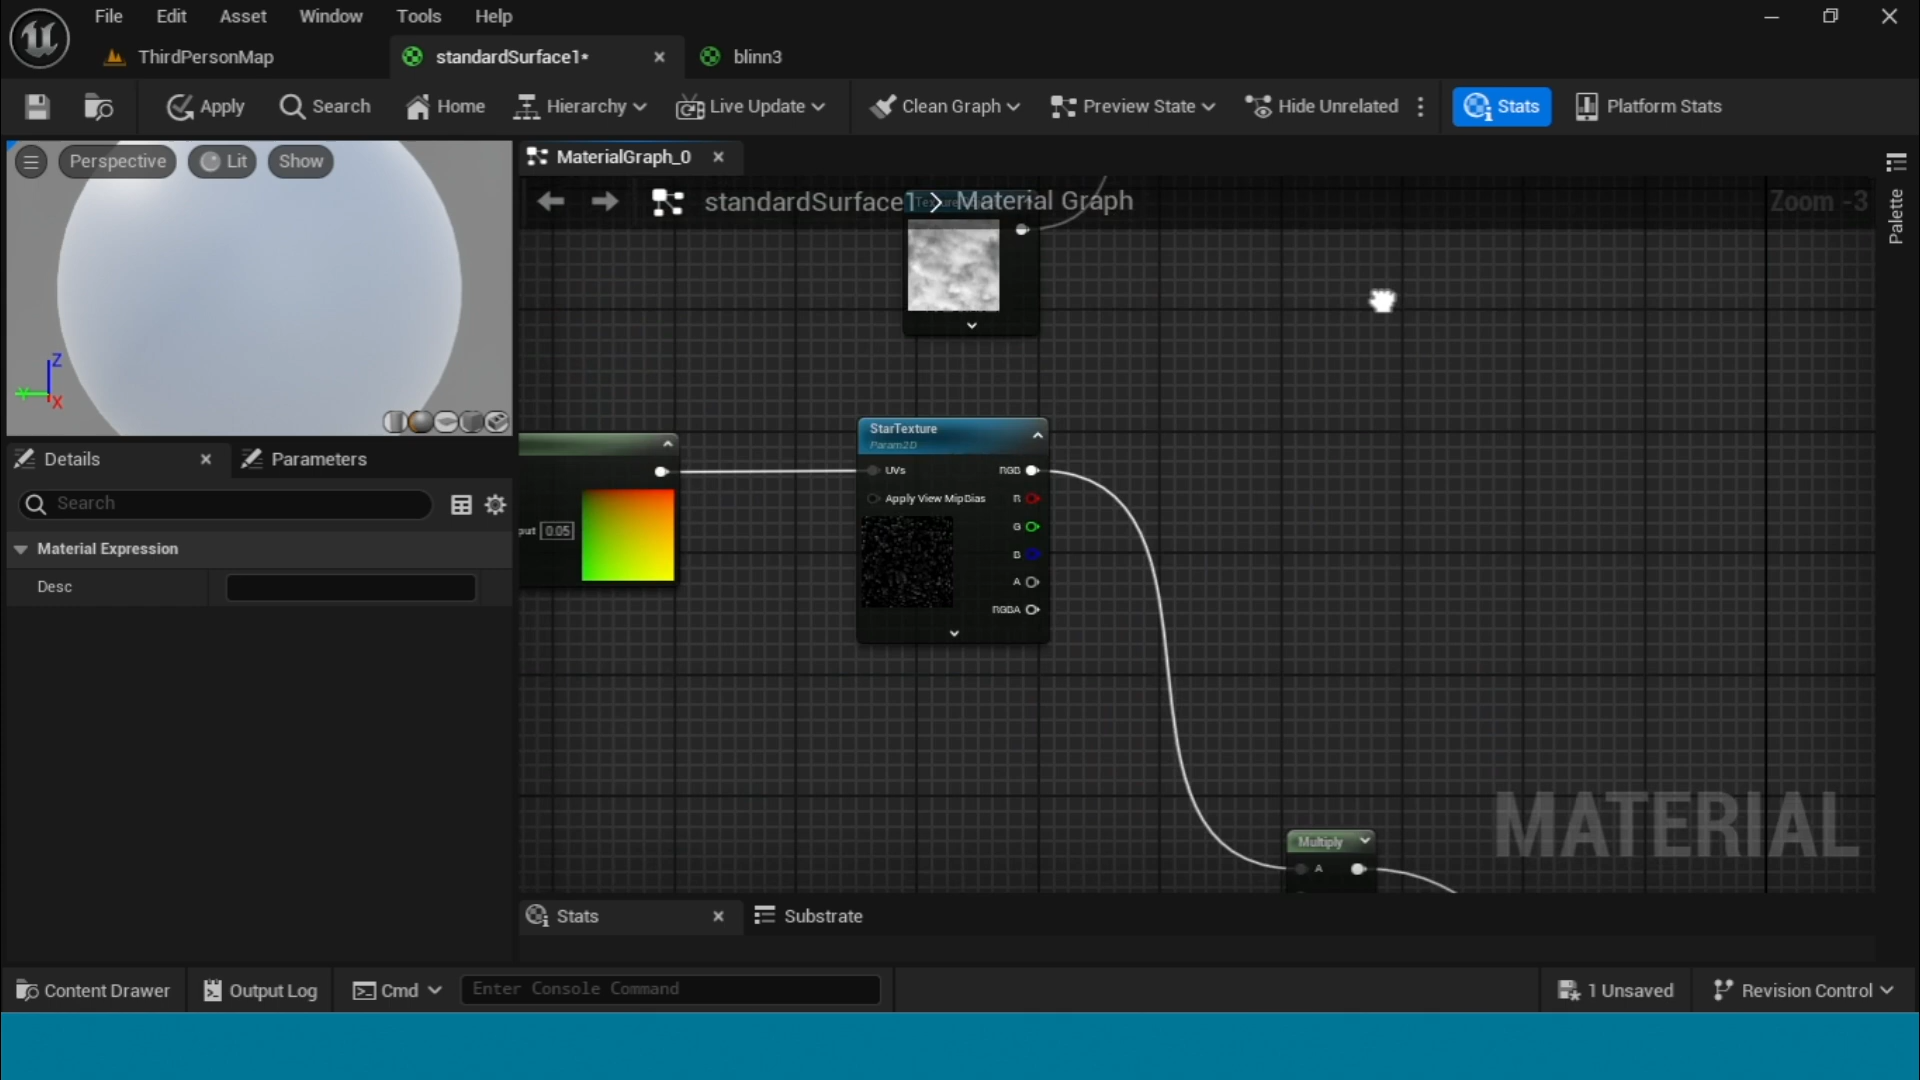 File Edit Asset Window Tools Help
ThirdPersonMap
standardSurface1*
blinn3
Apply Search Home Hierarchy Live Update Clean Graph Preview State Hide Unrelated Stats Platform Stats
Perspective Lit Show
Z
Y
X
MaterialGraph_0
standardSurface1 > Material Graph
Zoom -3
Palette
Details
Parameters
Search
Material Expression
Desc
put 0.05
StarTexture
Param2D
UVs RGB
Apply View MipBias R
G
B
A
RGBA
Multiply
A
MATERIAL
Stats
Substrate
Content Drawer Output Log Cmd Enter Console Command 1 Unsaved Revision Control